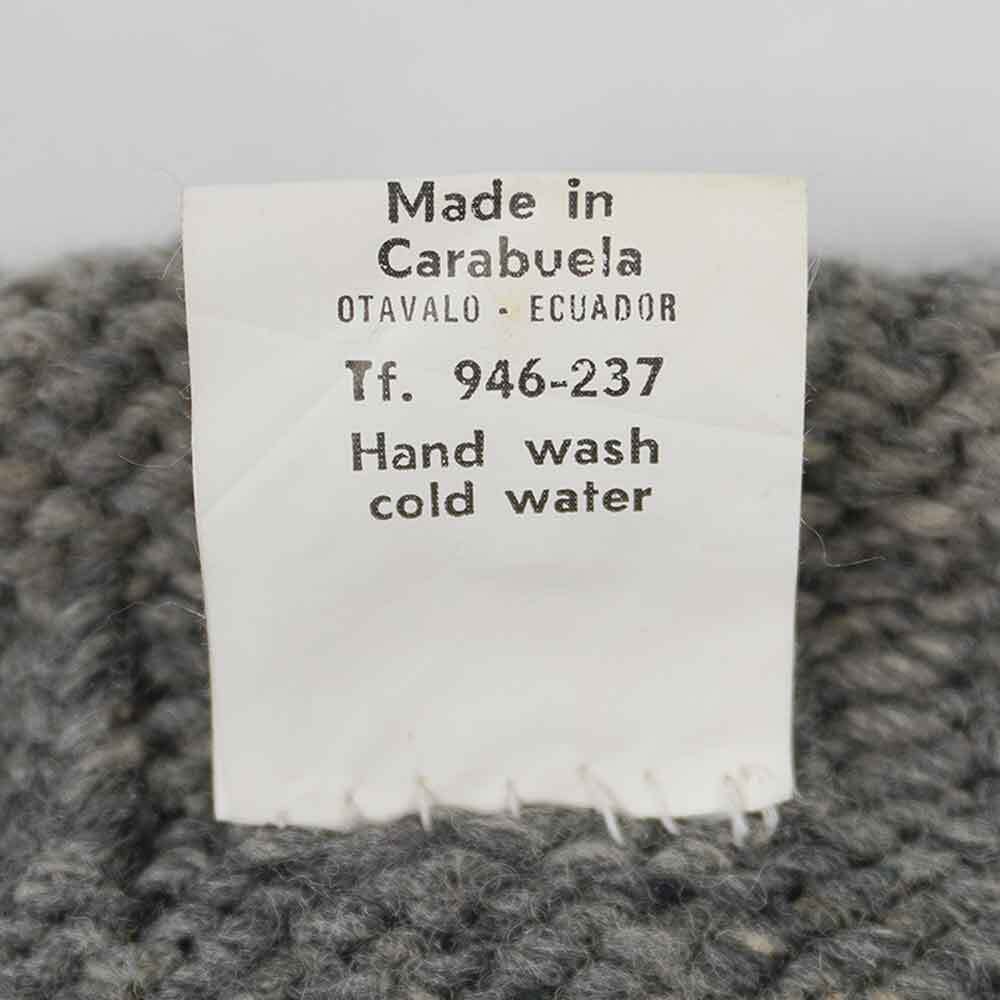 Made in
Carabuela
OTAVALO - ECUADOR
Tf. 946-237
Hand wash
cold water